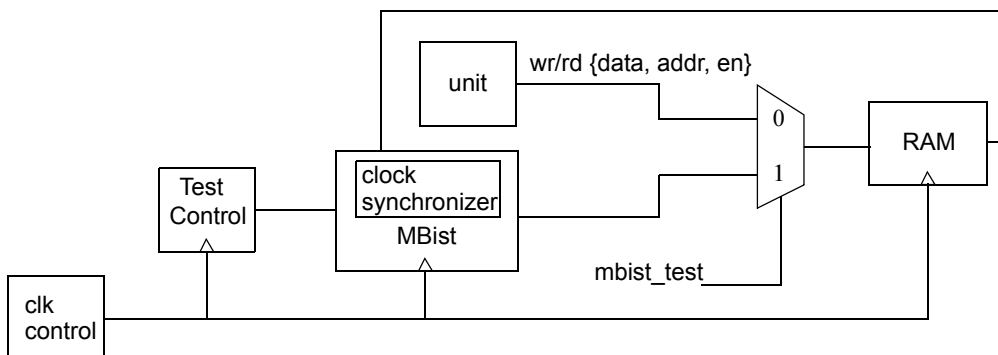 wr/rd {data, addr, en}
unit
0
RAM
clock
synchronizer
1
Test
Control
MBist
mbist_test
clk
control